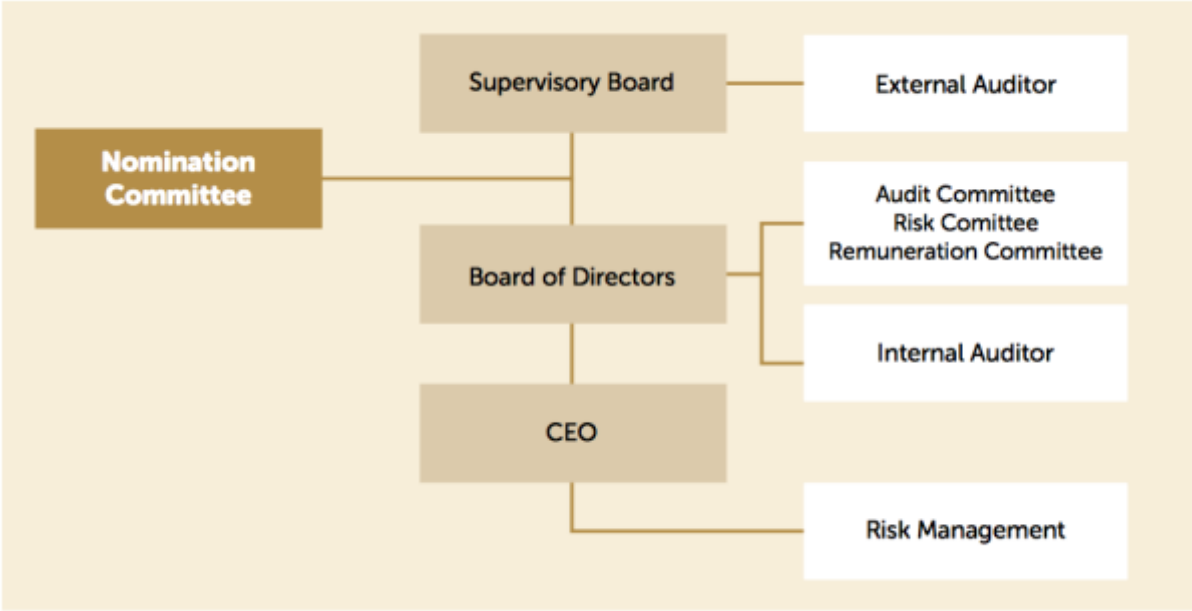 Supervisory Board
External Auditor
Nomination
Committee
Audit Committee
Risk Comittee
Remuneration Committee
Board of Directors
Internal Auditor
CEO
Risk Management